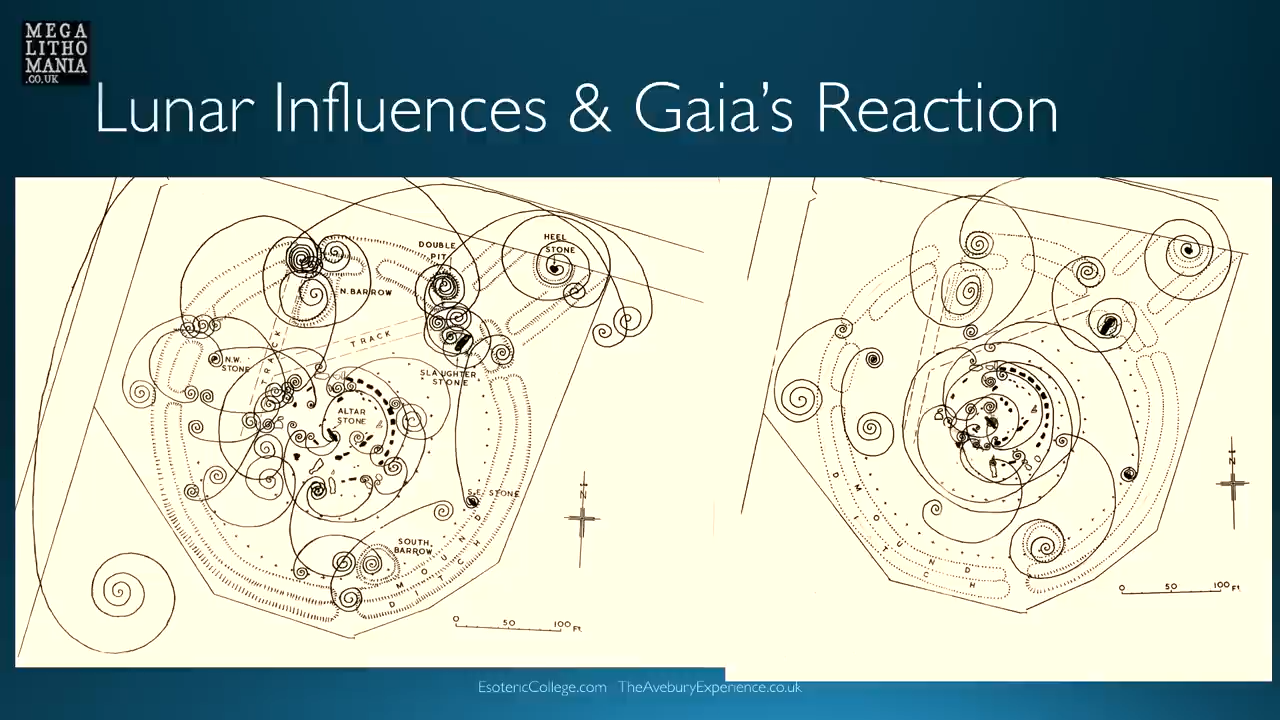 MEGA
LITHO
MANIA
.CO.UK
Lunar Influences & Gaia's Reaction
DOUBLE
PIT
HEEL
STONE
N.BARROW
TRACK
TRACK
N.W.
STONE
SLAUGHTER
STONE
ALTAR
STONE
S.E. STONE
SOUTH
BARROW
MOUND
DITCH
N
0 50 100 Ft.
MOUND
DITCH
N
0 50 100 Ft.
EsotericCollege.com TheAveburyExperience.co.uk